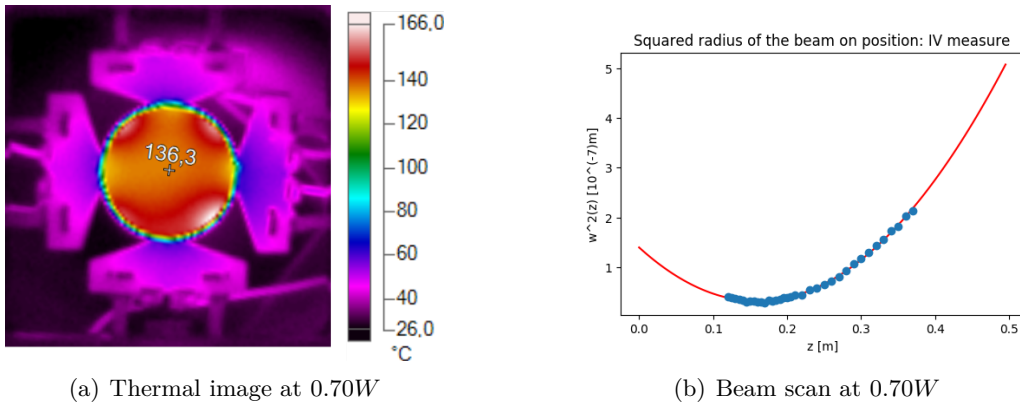 136,3
166,0
140
120
100
80
60
40
26,0
°C
(a) Thermal image at 0.70W
Squared radius of the beam on position: IV measure
w^2(z) [10^(-7)m]
5
4
3
2
1
0.0 0.1 0.2 0.3 0.4 0.5
z [m]
(b) Beam scan at 0.70W